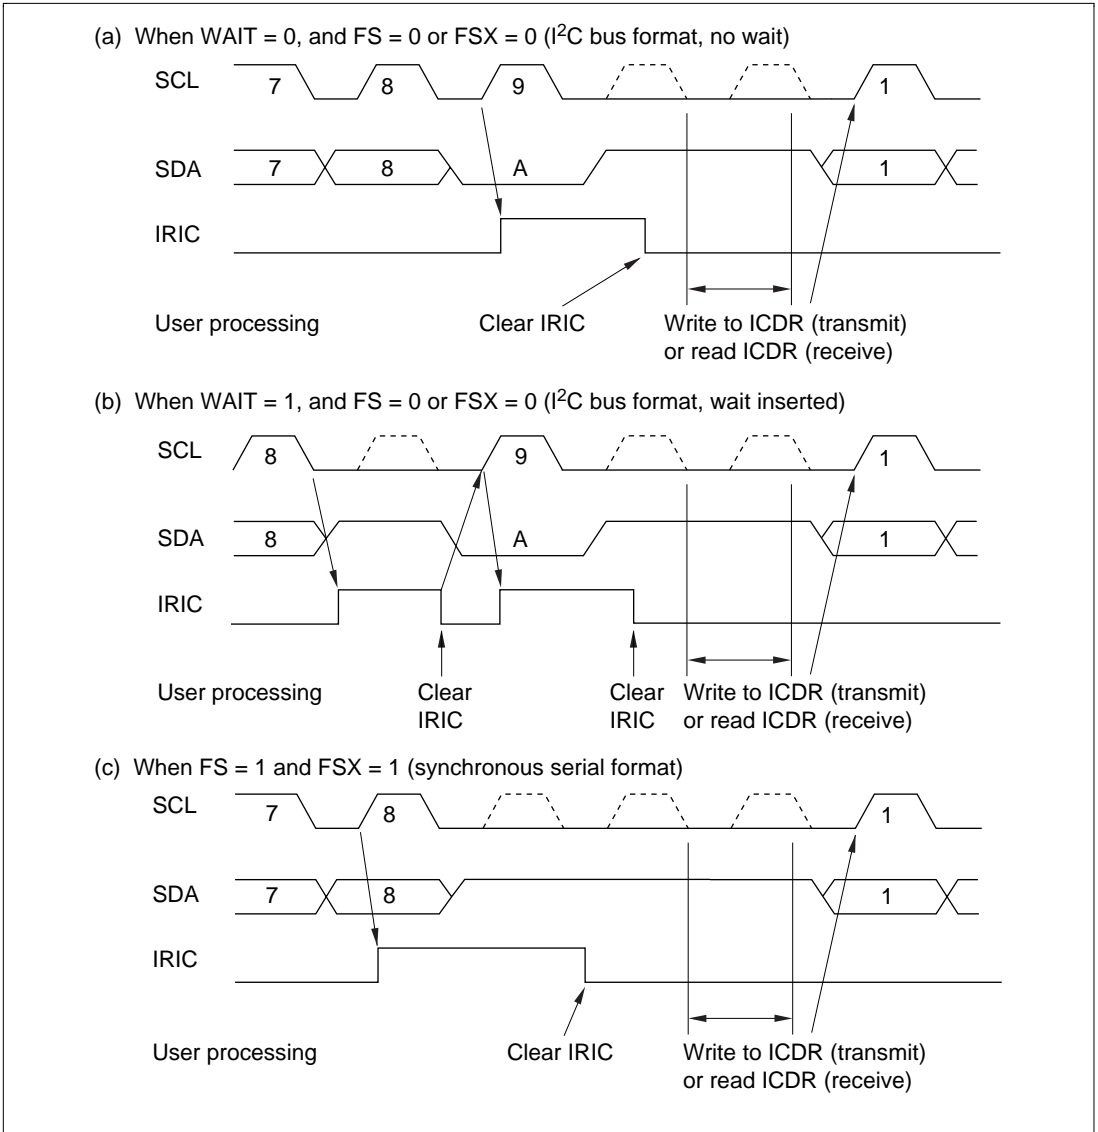 (a) When WAIT = 0, and FS = 0 or FSX = 0 (I²C bus format, no wait)
SCL 7 8 9 1
SDA 7 8 A 1
IRIC
User processing Clear IRIC Write to ICDR (transmit)
or read ICDR (receive)
(b) When WAIT = 1, and FS = 0 or FSX = 0 (I²C bus format, wait inserted)
SCL 8 9 1
SDA 8 A 1
IRIC
User processing Clear Clear Write to ICDR (transmit)
IRIC IRIC or read ICDR (receive)
(c) When FS = 1 and FSX = 1 (synchronous serial format)
SCL 7 8 1
SDA 7 8 1
IRIC
User processing Clear IRIC Write to ICDR (transmit)
or read ICDR (receive)